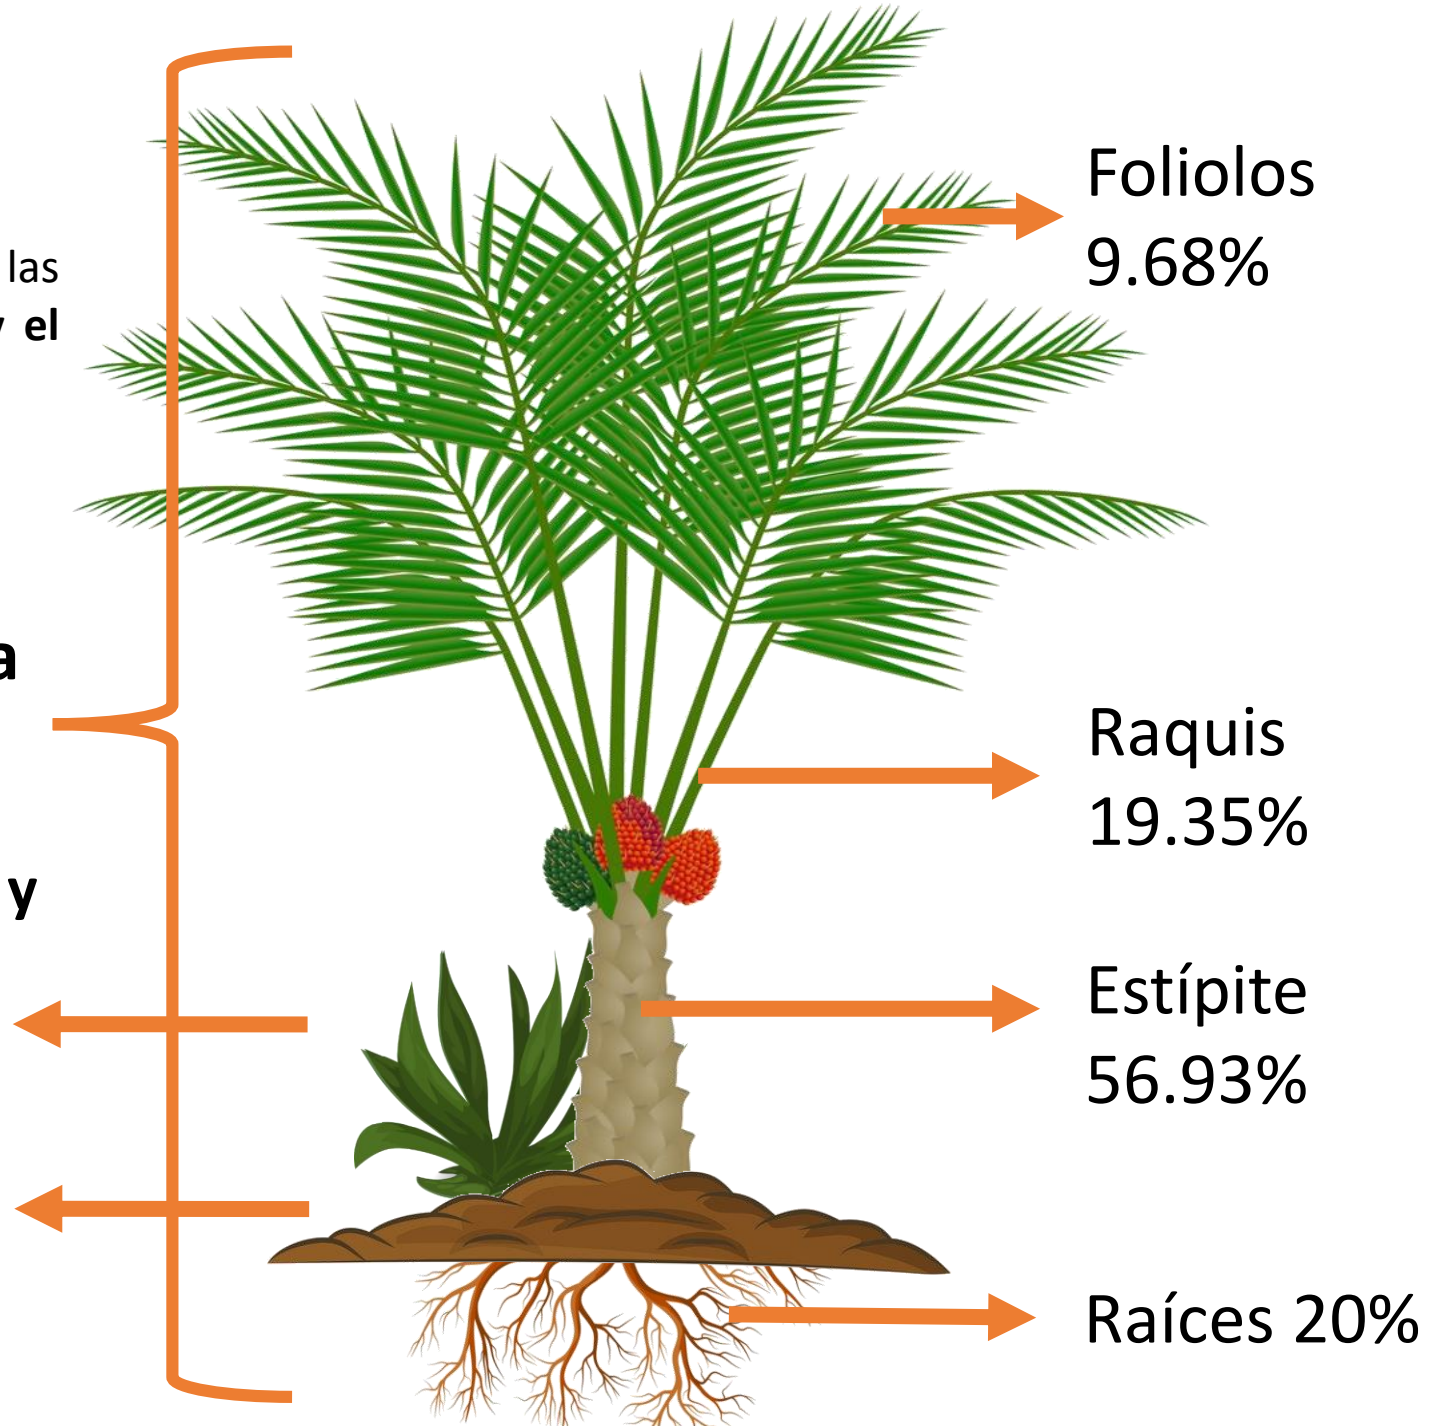 Foliolos
9.68%
las
y el
a
Raquis
19.35%
y
Estípite
56.93%
Raíces 20%